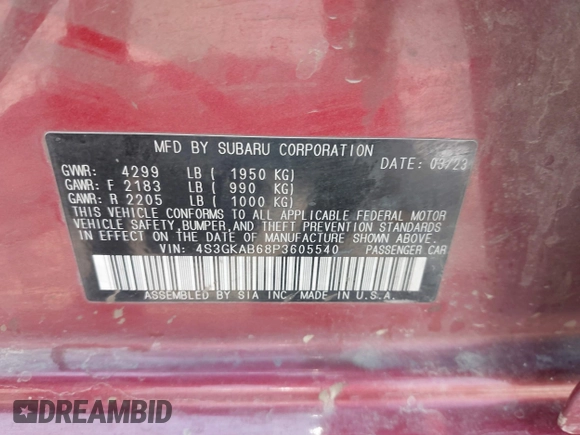 MFD BY SUBARU CORPORATION
GVWR: 4299 LB ( 1950 KG) DATE: 03/23
GAWR: F 2183 LB ( 990 KG)
GAWR: R 2205 LB ( 1000 KG)
THIS VEHICLE CONFORMS TO ALL APPLICABLE FEDERAL MOTOR
VEHICLE SAFETY, BUMPER, AND THEFT PREVENTION STANDARDS
IN EFFECT ON THE DATE OF MANUFACTURE SHOWN ABOVE.
VIN: 4S3GKAB68P3605540 PASSENGER CAR
ASSEMBLED BY SIA INC. MADE IN U.S.A.
DREAMBID